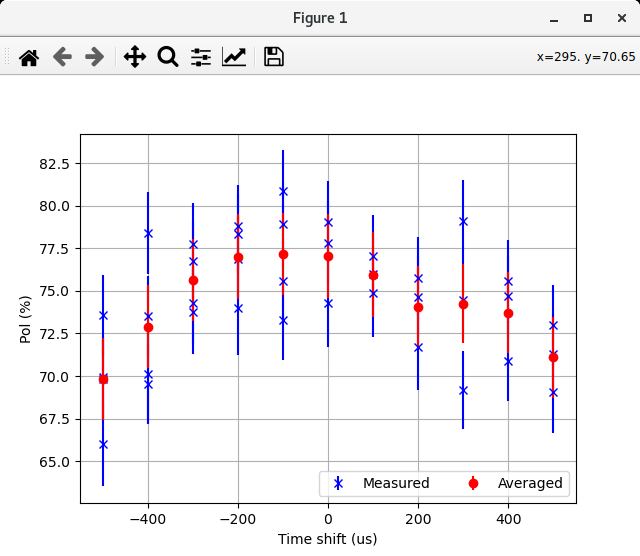 Figure 1
x=295. y=70.65
82.5
80.0
77.5
75.0
72.5
70.0
67.5
65.0
Pol (%)
Measured
Averaged
−400
−200
0
200
400
Time shift (us)